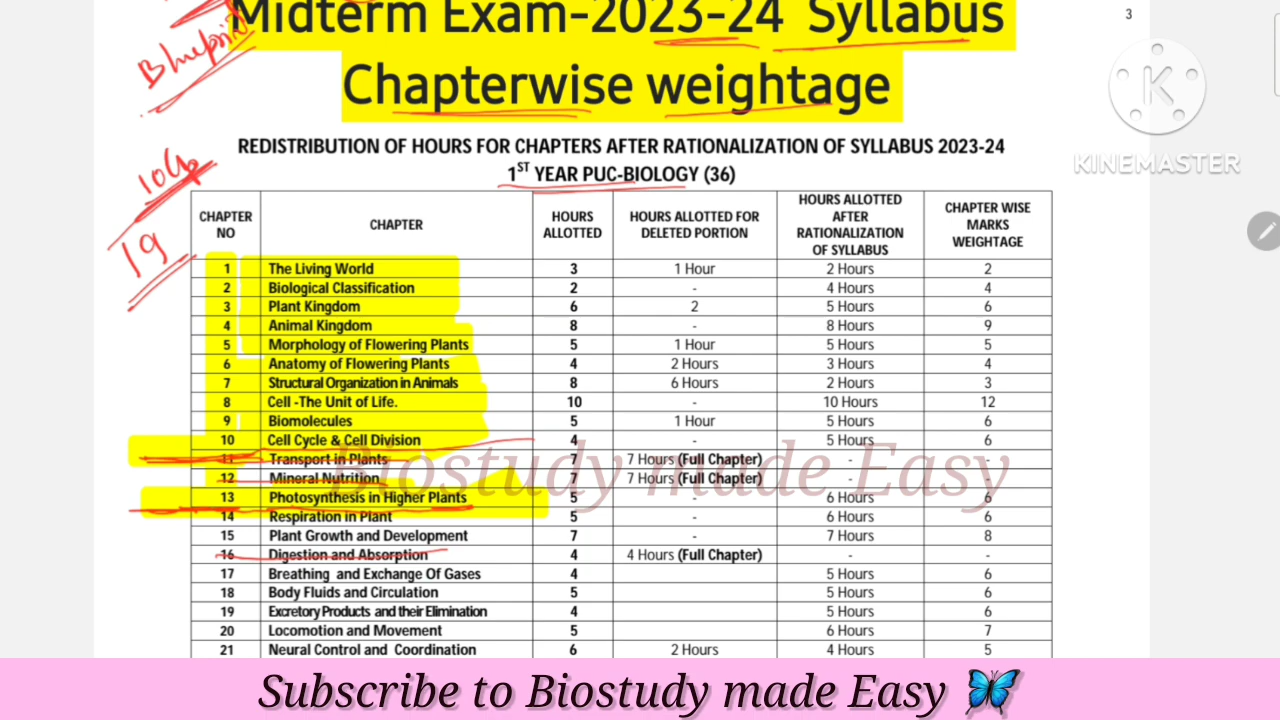 Midterm Exam-2023-24 Syllabus
3
Blueprint
Chapterwise weightage
KINEMASTER
REDISTRIBUTION OF HOURS FOR CHAPTERS AFTER RATIONALIZATION OF SYLLABUS 2023-24
1ST YEAR PUC-BIOLOGY (36)
19
CHAPTER NO CHAPTER HOURS ALLOTTED HOURS ALLOTTED FOR DELETED PORTION HOURS ALLOTTED AFTER RATIONALIZATION OF SYLLABUS CHAPTER WISE MARKS WEIGHTAGE
1 The Living World 3 1 Hour 2 Hours 2
2 Biological Classification 2 - 4 Hours 4
3 Plant Kingdom 6 2 5 Hours 6
4 Animal Kingdom 8 - 8 Hours 9
5 Morphology of Flowering Plants 5 1 Hour 5 Hours 5
6 Anatomy of Flowering Plants 4 2 Hours 3 Hours 4
7 Structural Organization in Animals 8 6 Hours 2 Hours 3
8 Cell -The Unit of Life. 10 - 10 Hours 12
9 Biomolecules 5 1 Hour 5 Hours 6
10 Cell Cycle & Cell Division 4 - 5 Hours 6
11 Transport in Plants 7 7 Hours (Full Chapter) - -
12 Mineral Nutrition 7 7 Hours (Full Chapter) - -
Biostudy made Easy
13 Photosynthesis in Higher Plants 5 - 6 Hours 6
14 Respiration in Plant 5 - 6 Hours 6
15 Plant Growth and Development 7 - 7 Hours 8
16 Digestion and Absorption 4 4 Hours (Full Chapter) - -
17 Breathing and Exchange Of Gases 4 5 Hours 6
18 Body Fluids and Circulation 5 5 Hours 6
19 Excretory Products and their Elimination 4 5 Hours 6
20 Locomotion and Movement 5 6 Hours 7
21 Neural Control and Coordination 6 2 Hours 4 Hours 5
Subscribe to Biostudy made Easy